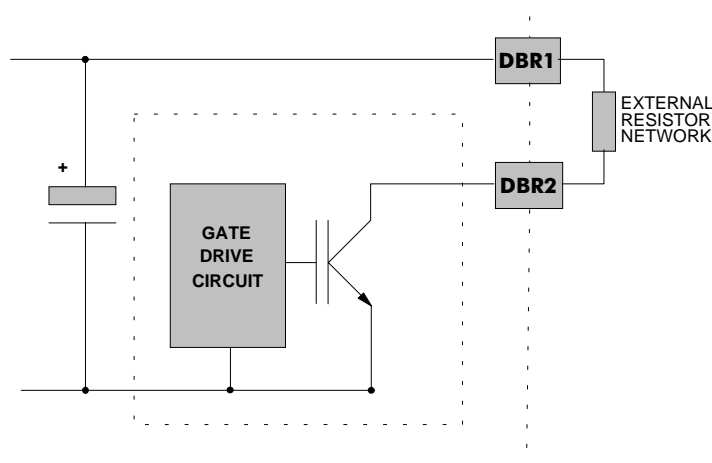 DBR1
EXTERNAL
RESISTOR
NETWORK
+
DBR2
GATE
DRIVE
CIRCUIT